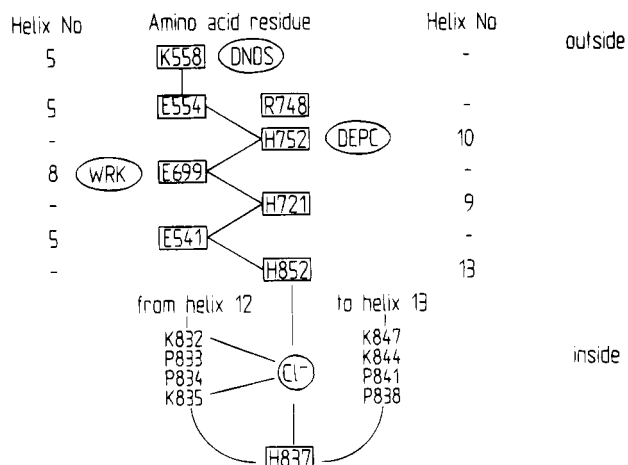 Helix No Amino acid residue Helix No
outside
5 K558 DNDS -
5 E554 R748 -
- H752 DEPC 10
8 WRK E699 -
- H721 9
5 E541 -
- H852 13
from helix 12 to helix 13
K832 K847
P833 K844
P834 Cl⁻ P841 inside
K835 P838
H837